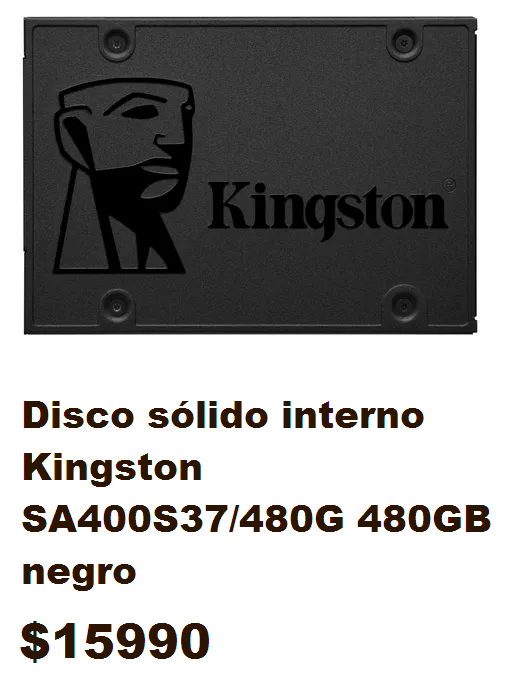 Kingston
Disco sólido interno
Kingston
SA400S37/480G 480GB
negro
$15990